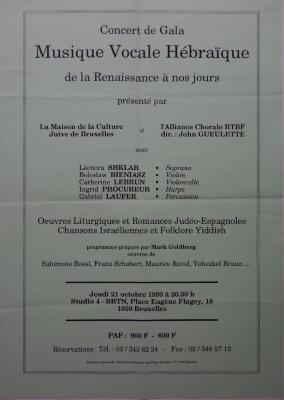 Concert de Gala
Musique Vocale Hébraïque
de la Renaissance à nos jours
présenté par
La Maison de la Culture
Juive de Bruxelles
et
l'Alliance Chorale RTBF
dir. : John GUEULETTE
avec
Léonora SHKLAR • Soprano
Boleslaw BIENIASZ • Violon
Catherine LEBRUN • Violoncelle
Ingrid PROCUREUR • Harpe
Gabriel LAUFER • Percussion
Oeuvres Liturgiques et Romances Judéo-Espagnoles
Chansons Israéliennes et Folklore Yiddish
programme préparé par Mark Goldberg
oeuvres de
Salomone Rossi, Franz Schubert, Maurice Ravel, Yehezkel Braun ...
Jeudi 21 octobre 1993 à 20.30 h
Studio 4 - BRTN, Place Eugène Flagey, 18
1050 Bruxelles
PAF : 900 F - 600 F
Réservations : Tél. : 02 / 343 62 24 - Fax : 02 / 346 57 12